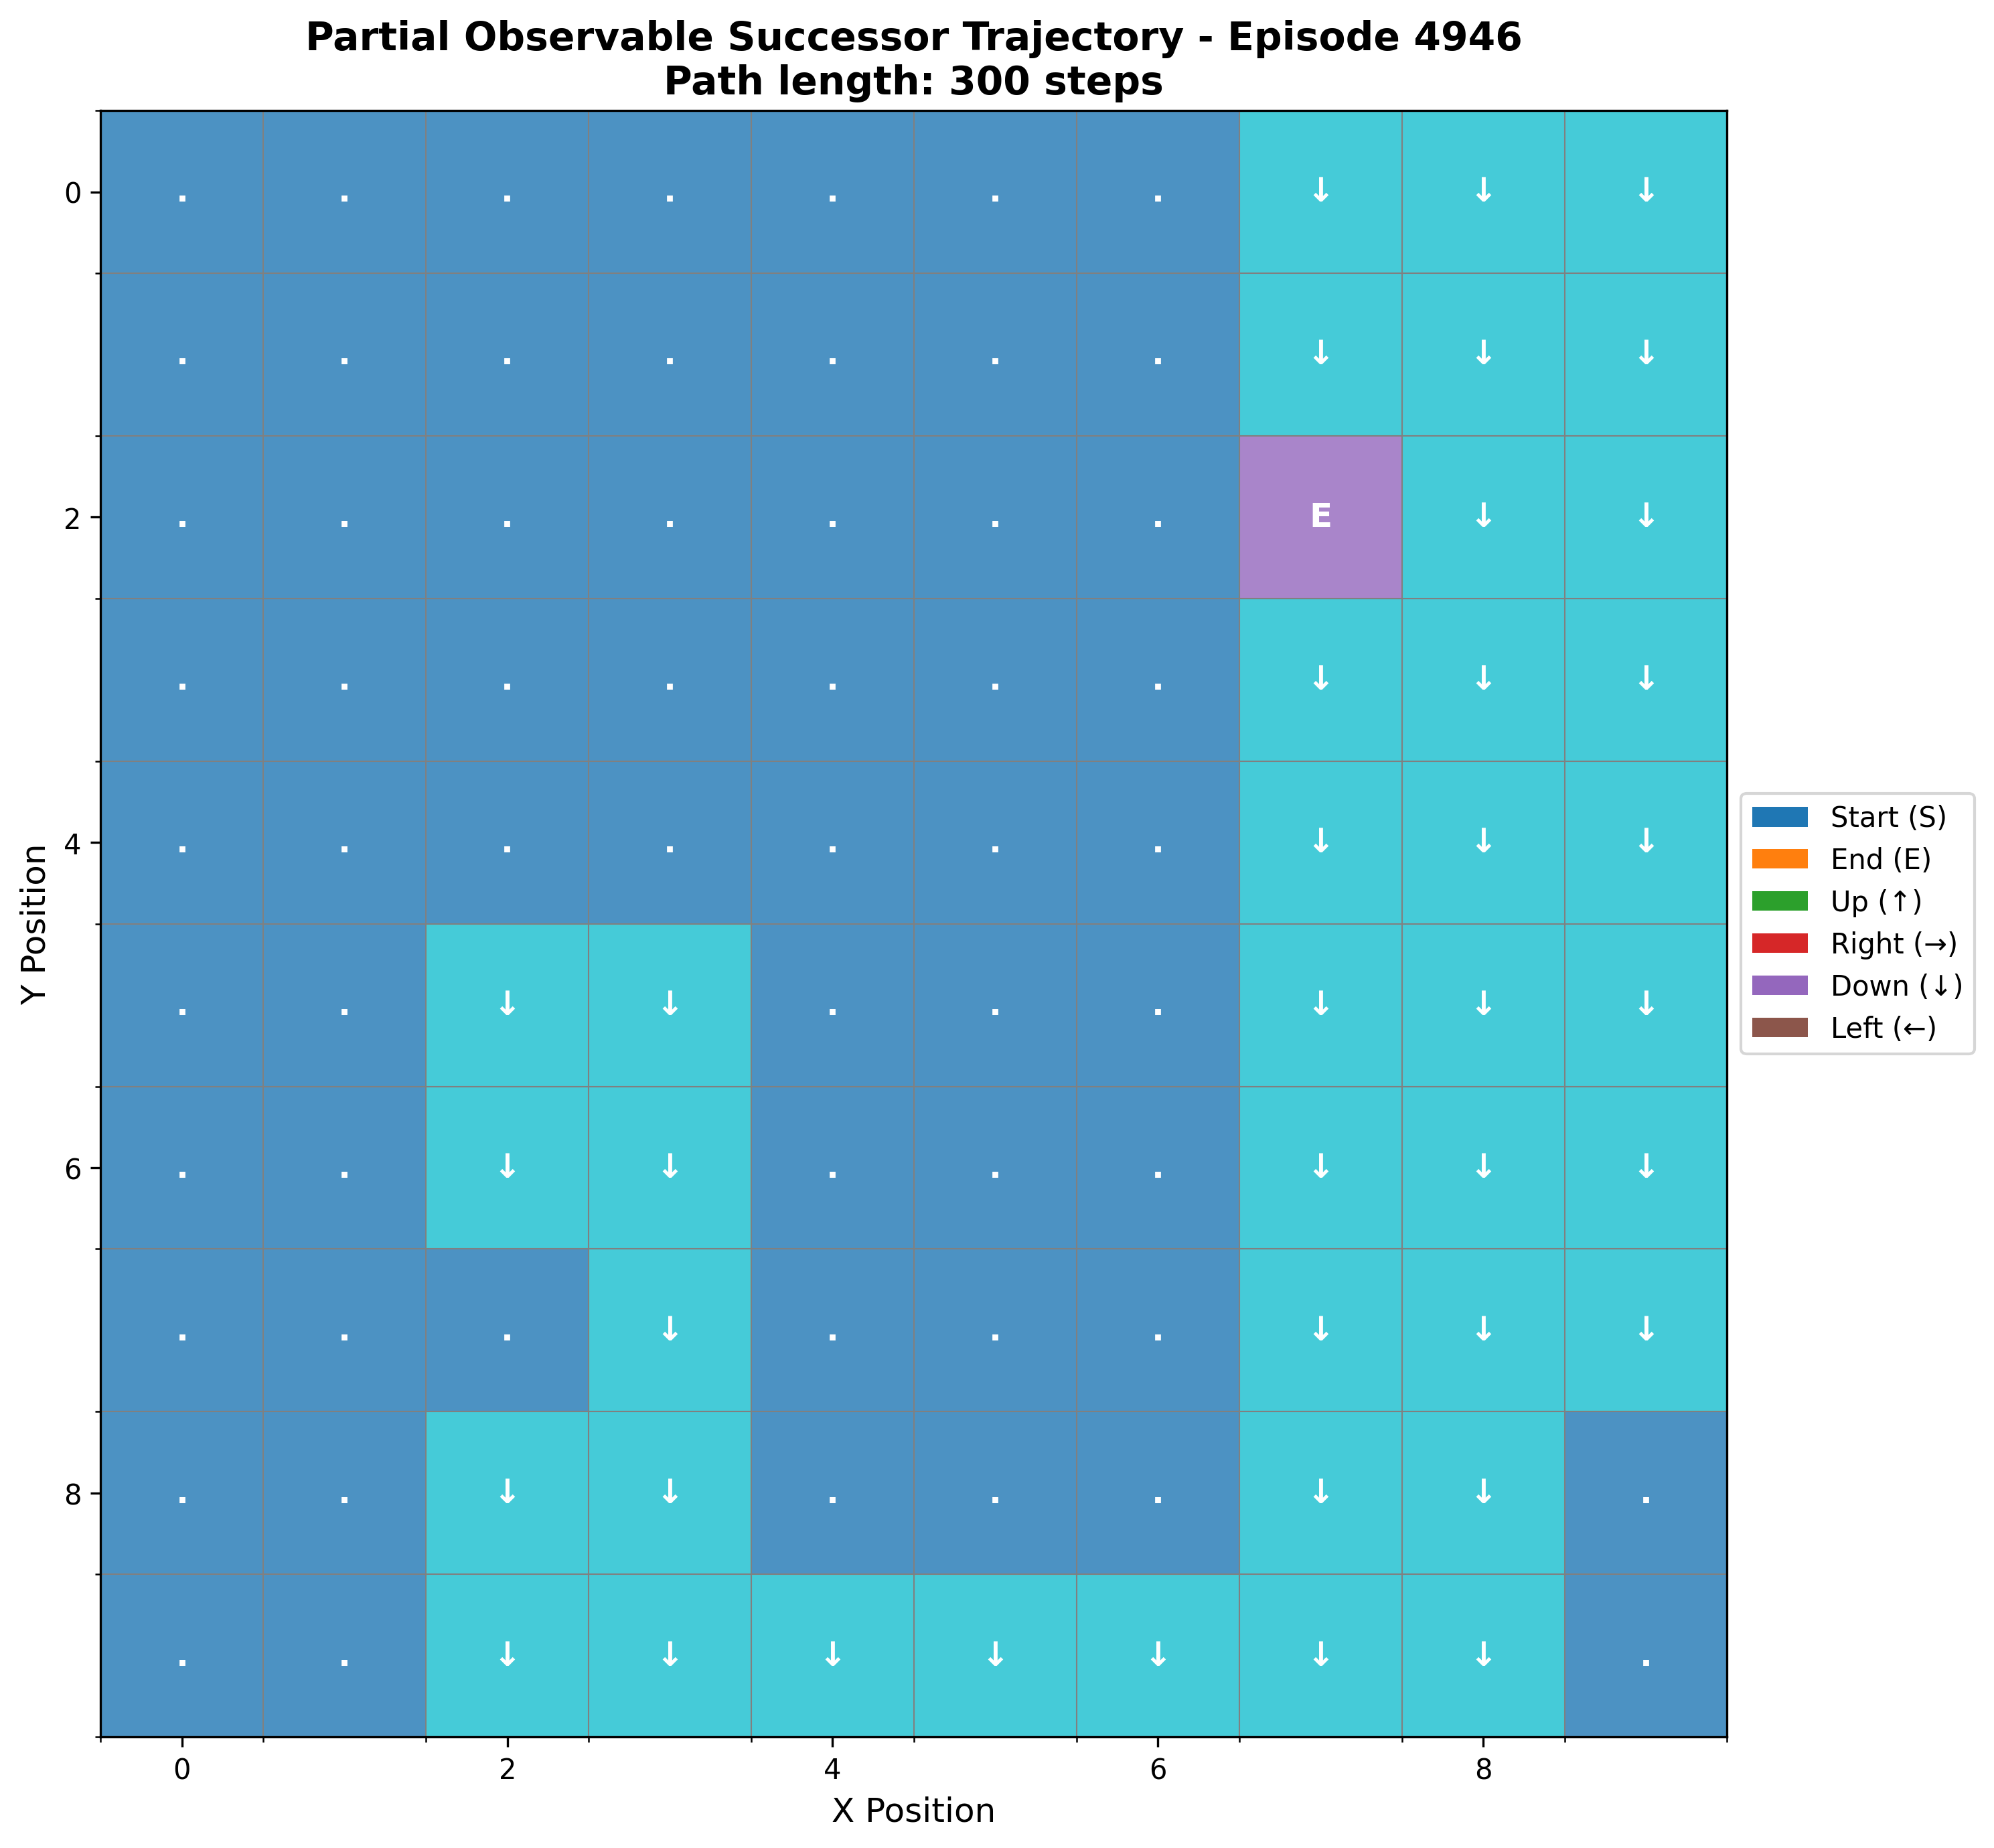 Partial Observable Successor Trajectory - Episode 4946
Path length: 300 steps
0 . . . . . . . ↓ ↓ ↓
. . . . . . . ↓ ↓ ↓
2 . . . . . . . E ↓ ↓
. . . . . . . ↓ ↓ ↓
4 . . . . . . . ↓ ↓ ↓
. . ↓ ↓ . . . ↓ ↓ ↓
6 . . ↓ ↓ . . . ↓ ↓ ↓
. . . ↓ . . . ↓ ↓ ↓
8 . . ↓ ↓ . . . ↓ ↓ .
. . ↓ ↓ ↓ ↓ ↓ ↓ ↓ .
0 2 4 6 8
X Position
Y Position
Start (S)
End (E)
Up (↑)
Right (→)
Down (↓)
Left (←)